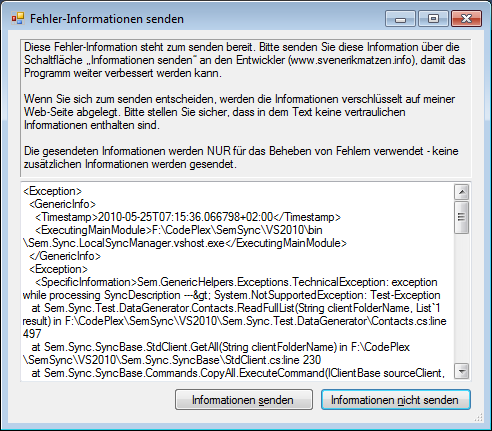 Fehler-Informationen senden
Diese Fehler-Information steht zum senden bereit. Bitte senden Sie diese Information über die
Schaltfläche „Informationen senden“ an den Entwickler (www.svenerikmatzen.info), damit das
Programm weiter verbessert werden kann.
Wenn Sie sich zum senden entscheiden, werden die Informationen verschlüsselt auf meiner
Web-Seite abgelegt. Bitte stellen Sie sicher, dass in dem Text keine vertraulichen
Informationen enthalten sind.
Die gesendeten Informationen werden NUR für das Beheben von Fehlern verwendet - keine
zusätzlichen Informationen werden gesendet.
<Exception>
<GenericInfo>
<Timestamp>2010-05-25T07:15:36.066798+02:00</Timestamp>
<ExecutingMainModule>F:\CodePlex\SemSync\VS2010\bin
\Sem.Sync.LocalSyncManager.vshost.exe</ExecutingMainModule>
</GenericInfo>
<Exception>
<SpecificInformation>Sem.GenericHelpers.Exceptions.TechnicalException: exception
while processing SyncDescription ---&gt; System.NotSupportedException: Test-Exception
at Sem.Sync.Test.DataGenerator.Contacts.ReadFullList(String clientFolderName, List`1
result) in F:\CodePlex\SemSync\VS2010\Sem.Sync.Test.DataGenerator\Contacts.cs:line
497
at Sem.Sync.SyncBase.StdClient.GetAll(String clientFolderName) in F:\CodePlex
\SemSync\VS2010\Sem.Sync.SyncBase\StdClient.cs:line 230
at Sem.Sync.SyncBase.Commands.CopyAll.ExecuteCommand(IClientBase sourceClient,
Informationen senden
Informationen nicht senden